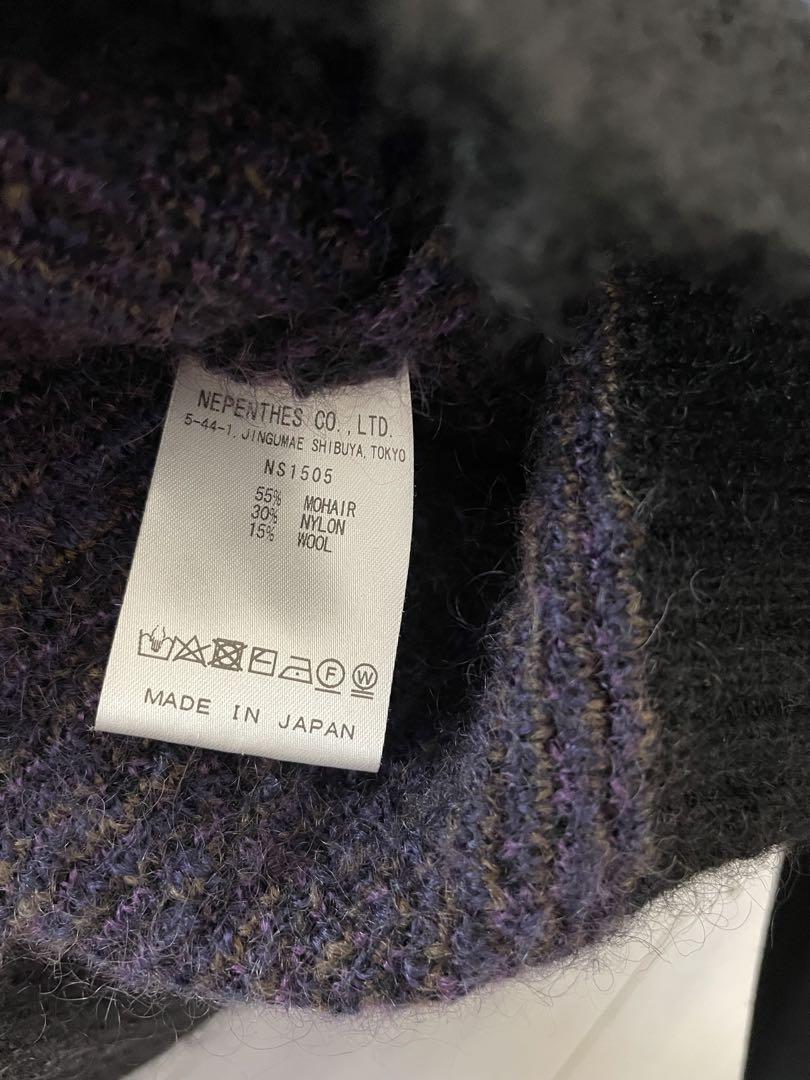 NEPENTHES CO.,LTD.
5-44-1, JINGUMAE SHIBUYA, TOKYO
NS1505
55% MOHAIR
30% NYLON
15% WOOL
F W
MADE IN JAPAN